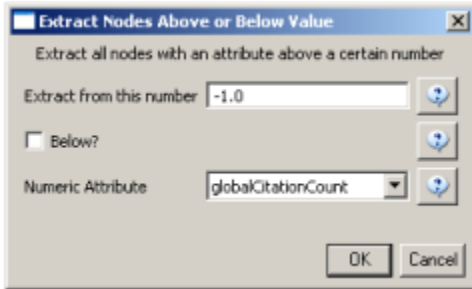 Extract Nodes Above or Below Value
Extract all nodes with an attribute above a certain number
Extract from this number -1.0
Below?
Numeric Attribute globalCitationCount
OK Cancel